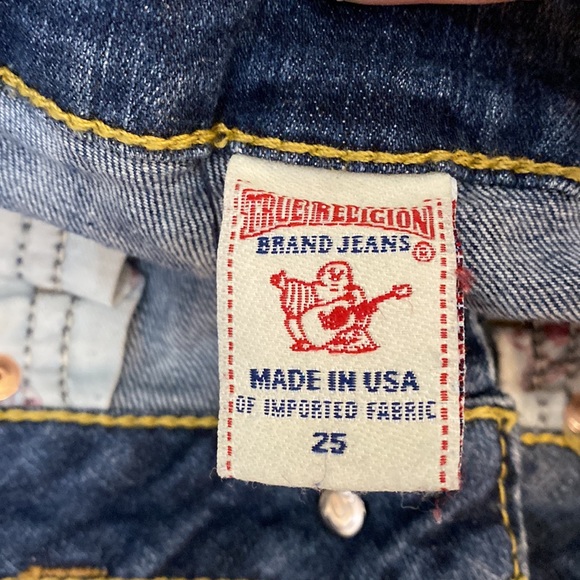 TRUE RELIGION
BRAND JEANS ®
MADE IN USA
OF IMPORTED FABRIC
25